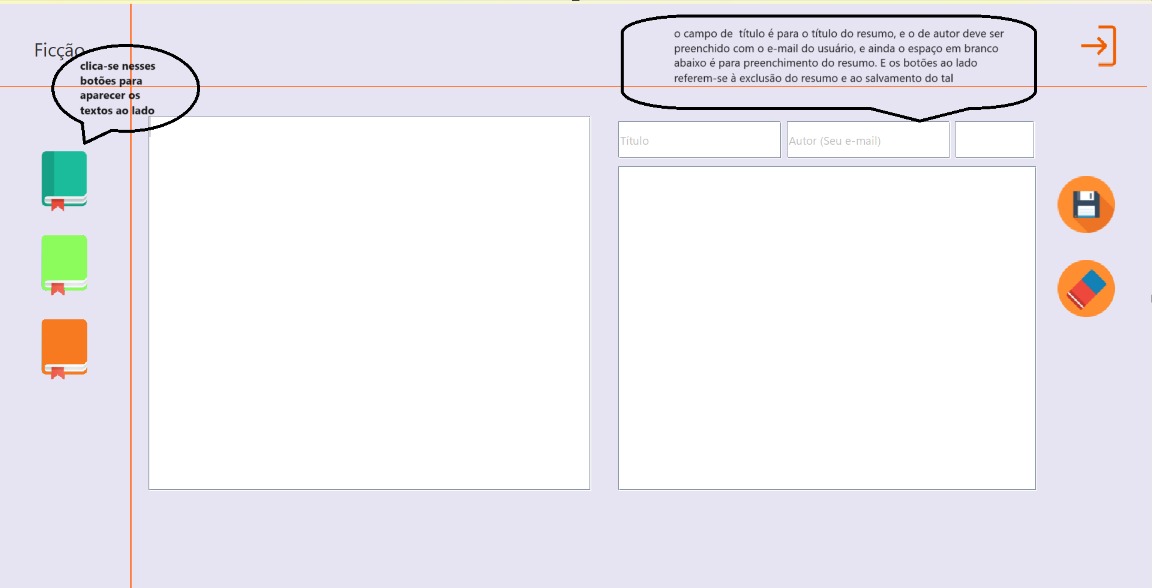 Ficção
clica-se nesses
botões para
aparecer os
textos ao lado
o campo de título é para o título do resumo, e o de autor deve ser
preenchido com o e-mail do usuário, e ainda o espaço em branco
abaixo é para preenchimento do resumo. E os botões ao lado
referem-se à exclusão do resumo e ao salvamento do tal
Título
Autor (Seu e-mail)